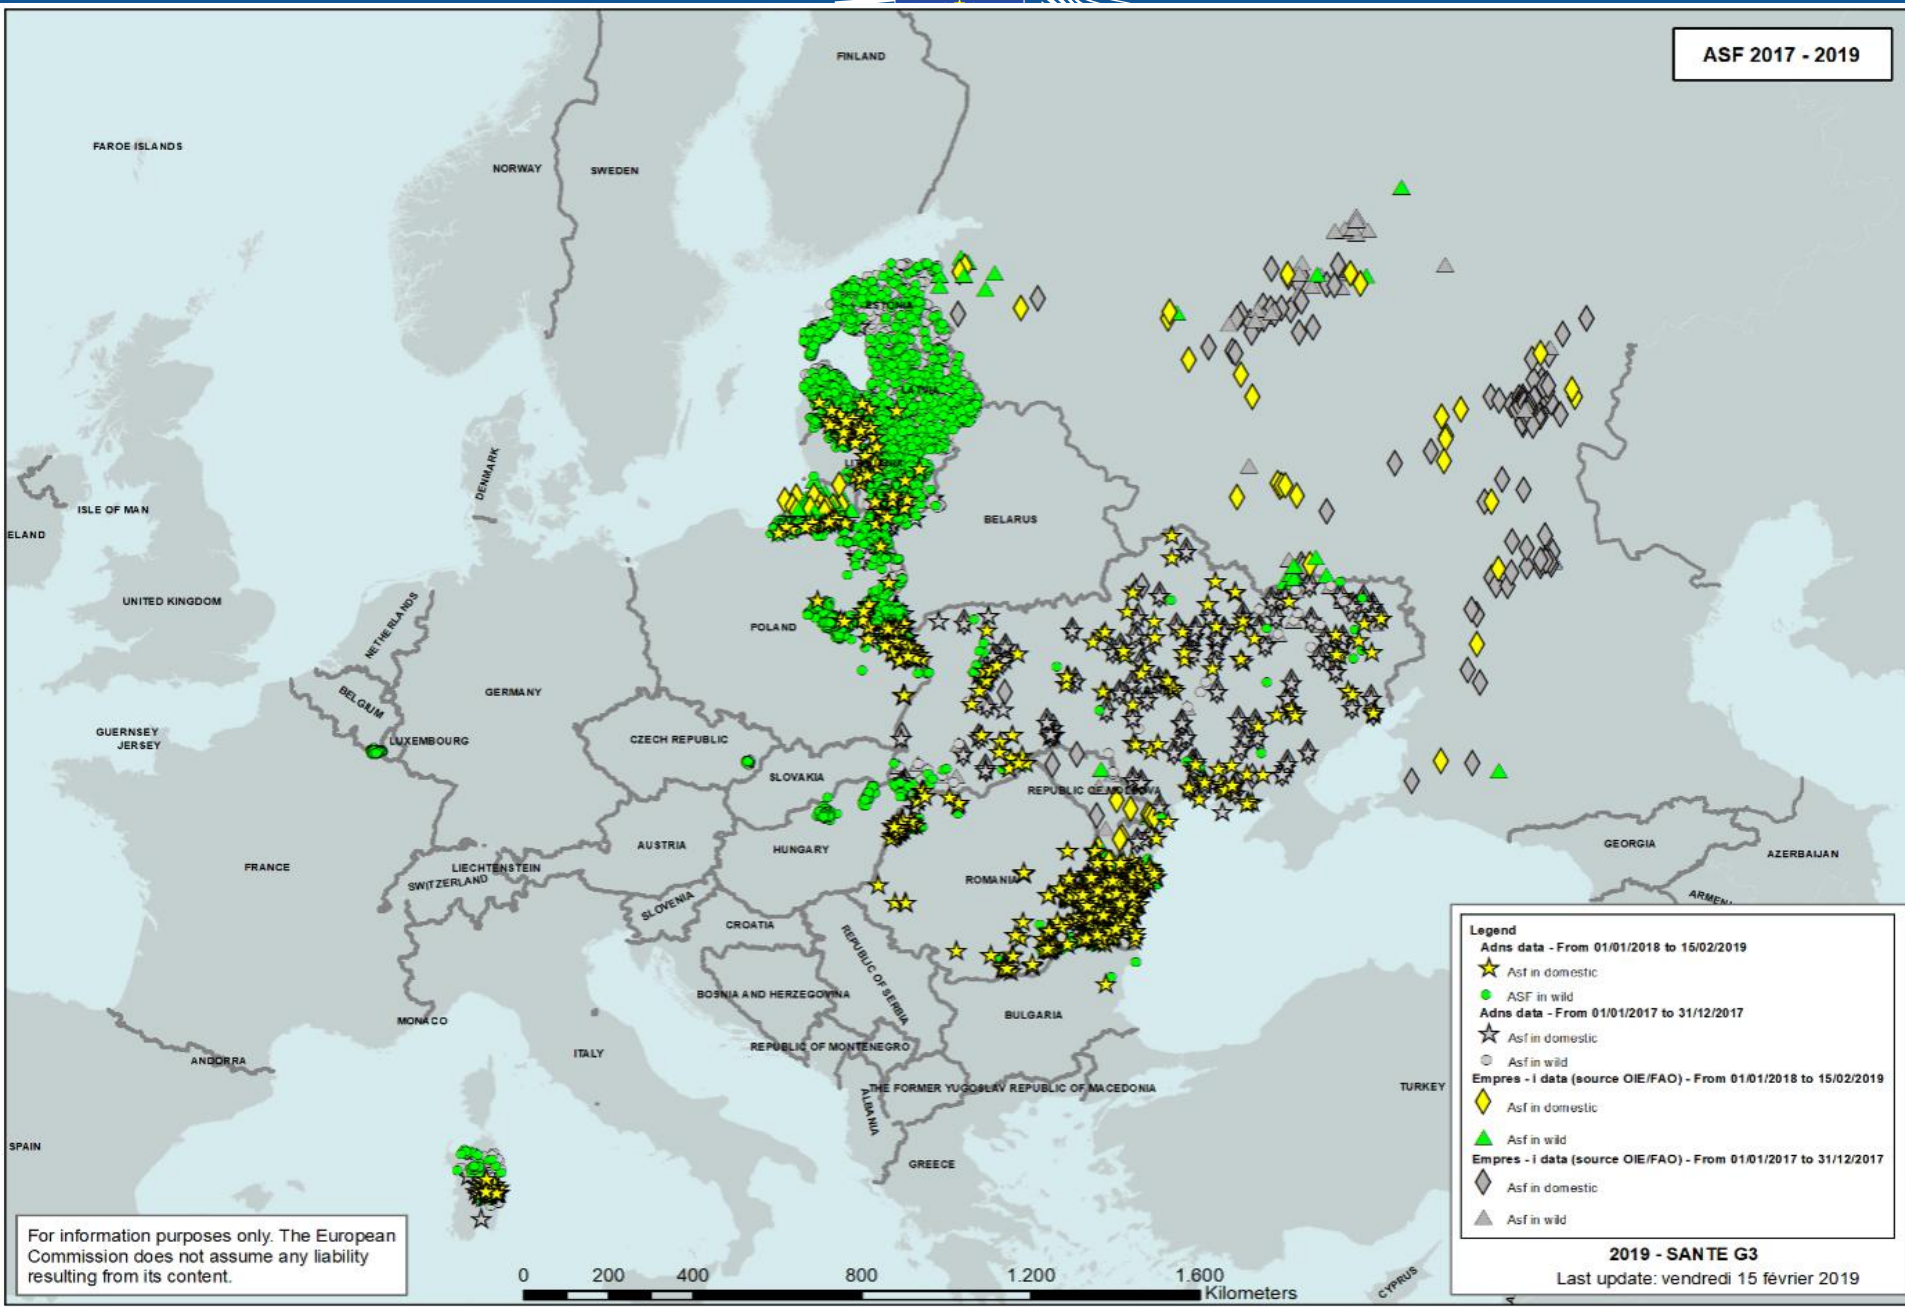 ASF 2017 - 2019
FINLAND
FAROE ISLANDS
NORWAY
SWEDEN
ESTONIA
LATVIA
DENMARK
ISLE OF MAN
ELAND
BELARUS
UNITED KINGDOM
NETHERLANDS
POLAND
GERMANY
BELGIUM
GUERNSEY
JERSEY
LUXEMBOURG
CZECH REPUBLIC
SLOVAKIA
REPUBLIC OF MOLDOVA
AUSTRIA
HUNGARY
GEORGIA
AZERBAIJAN
FRANCE
LIECHTENSTEIN
SWITZERLAND
ROMANIA
SLOVENIA
CROATIA
ARMEN
REPUBLIC OF SERBIA
BOSNIA AND HERZEGOVINA
BULGARIA
MONACO
REPUBLIC OF MONTENEGRO
ANDORRA
ITALY
THE FORMER YUGOSLAV REPUBLIC OF MACEDONIA
ALBANIA
TURKEY
SPAIN
GREECE
CYPRUS
Legend
Adns data - From 01/01/2018 to 15/02/2019
Asf in domestic
ASF in wild
Adns data - From 01/01/2017 to 31/12/2017
Asf in domestic
Asf in wild
Empres - i data (source OIE/FAO) - From 01/01/2018 to 15/02/2019
Asf in domestic
Asf in wild
Empres - i data (source OIE/FAO) - From 01/01/2017 to 31/12/2017
Asf in domestic
Asf in wild
2019 - SANTE G3
Last update: vendredi 15 février 2019
For information purposes only. The European
Commission does not assume any liability
resulting from its content.
0 200 400 800 1.200 1.600
Kilometers